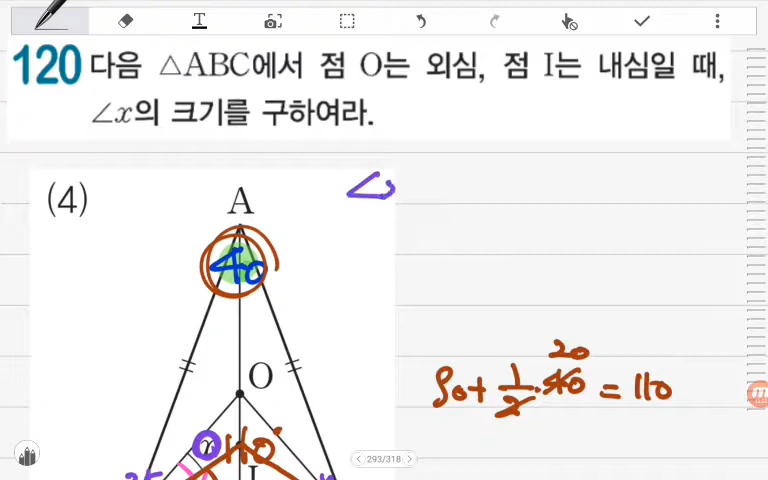 T
120 다음 △ABC에서 점 O는 외심, 점 I는 내심일 때,
∠x의 크기를 구하여라.
(4)
A
40
O
90+1/2·40=110
20
x 110°
I
293/318